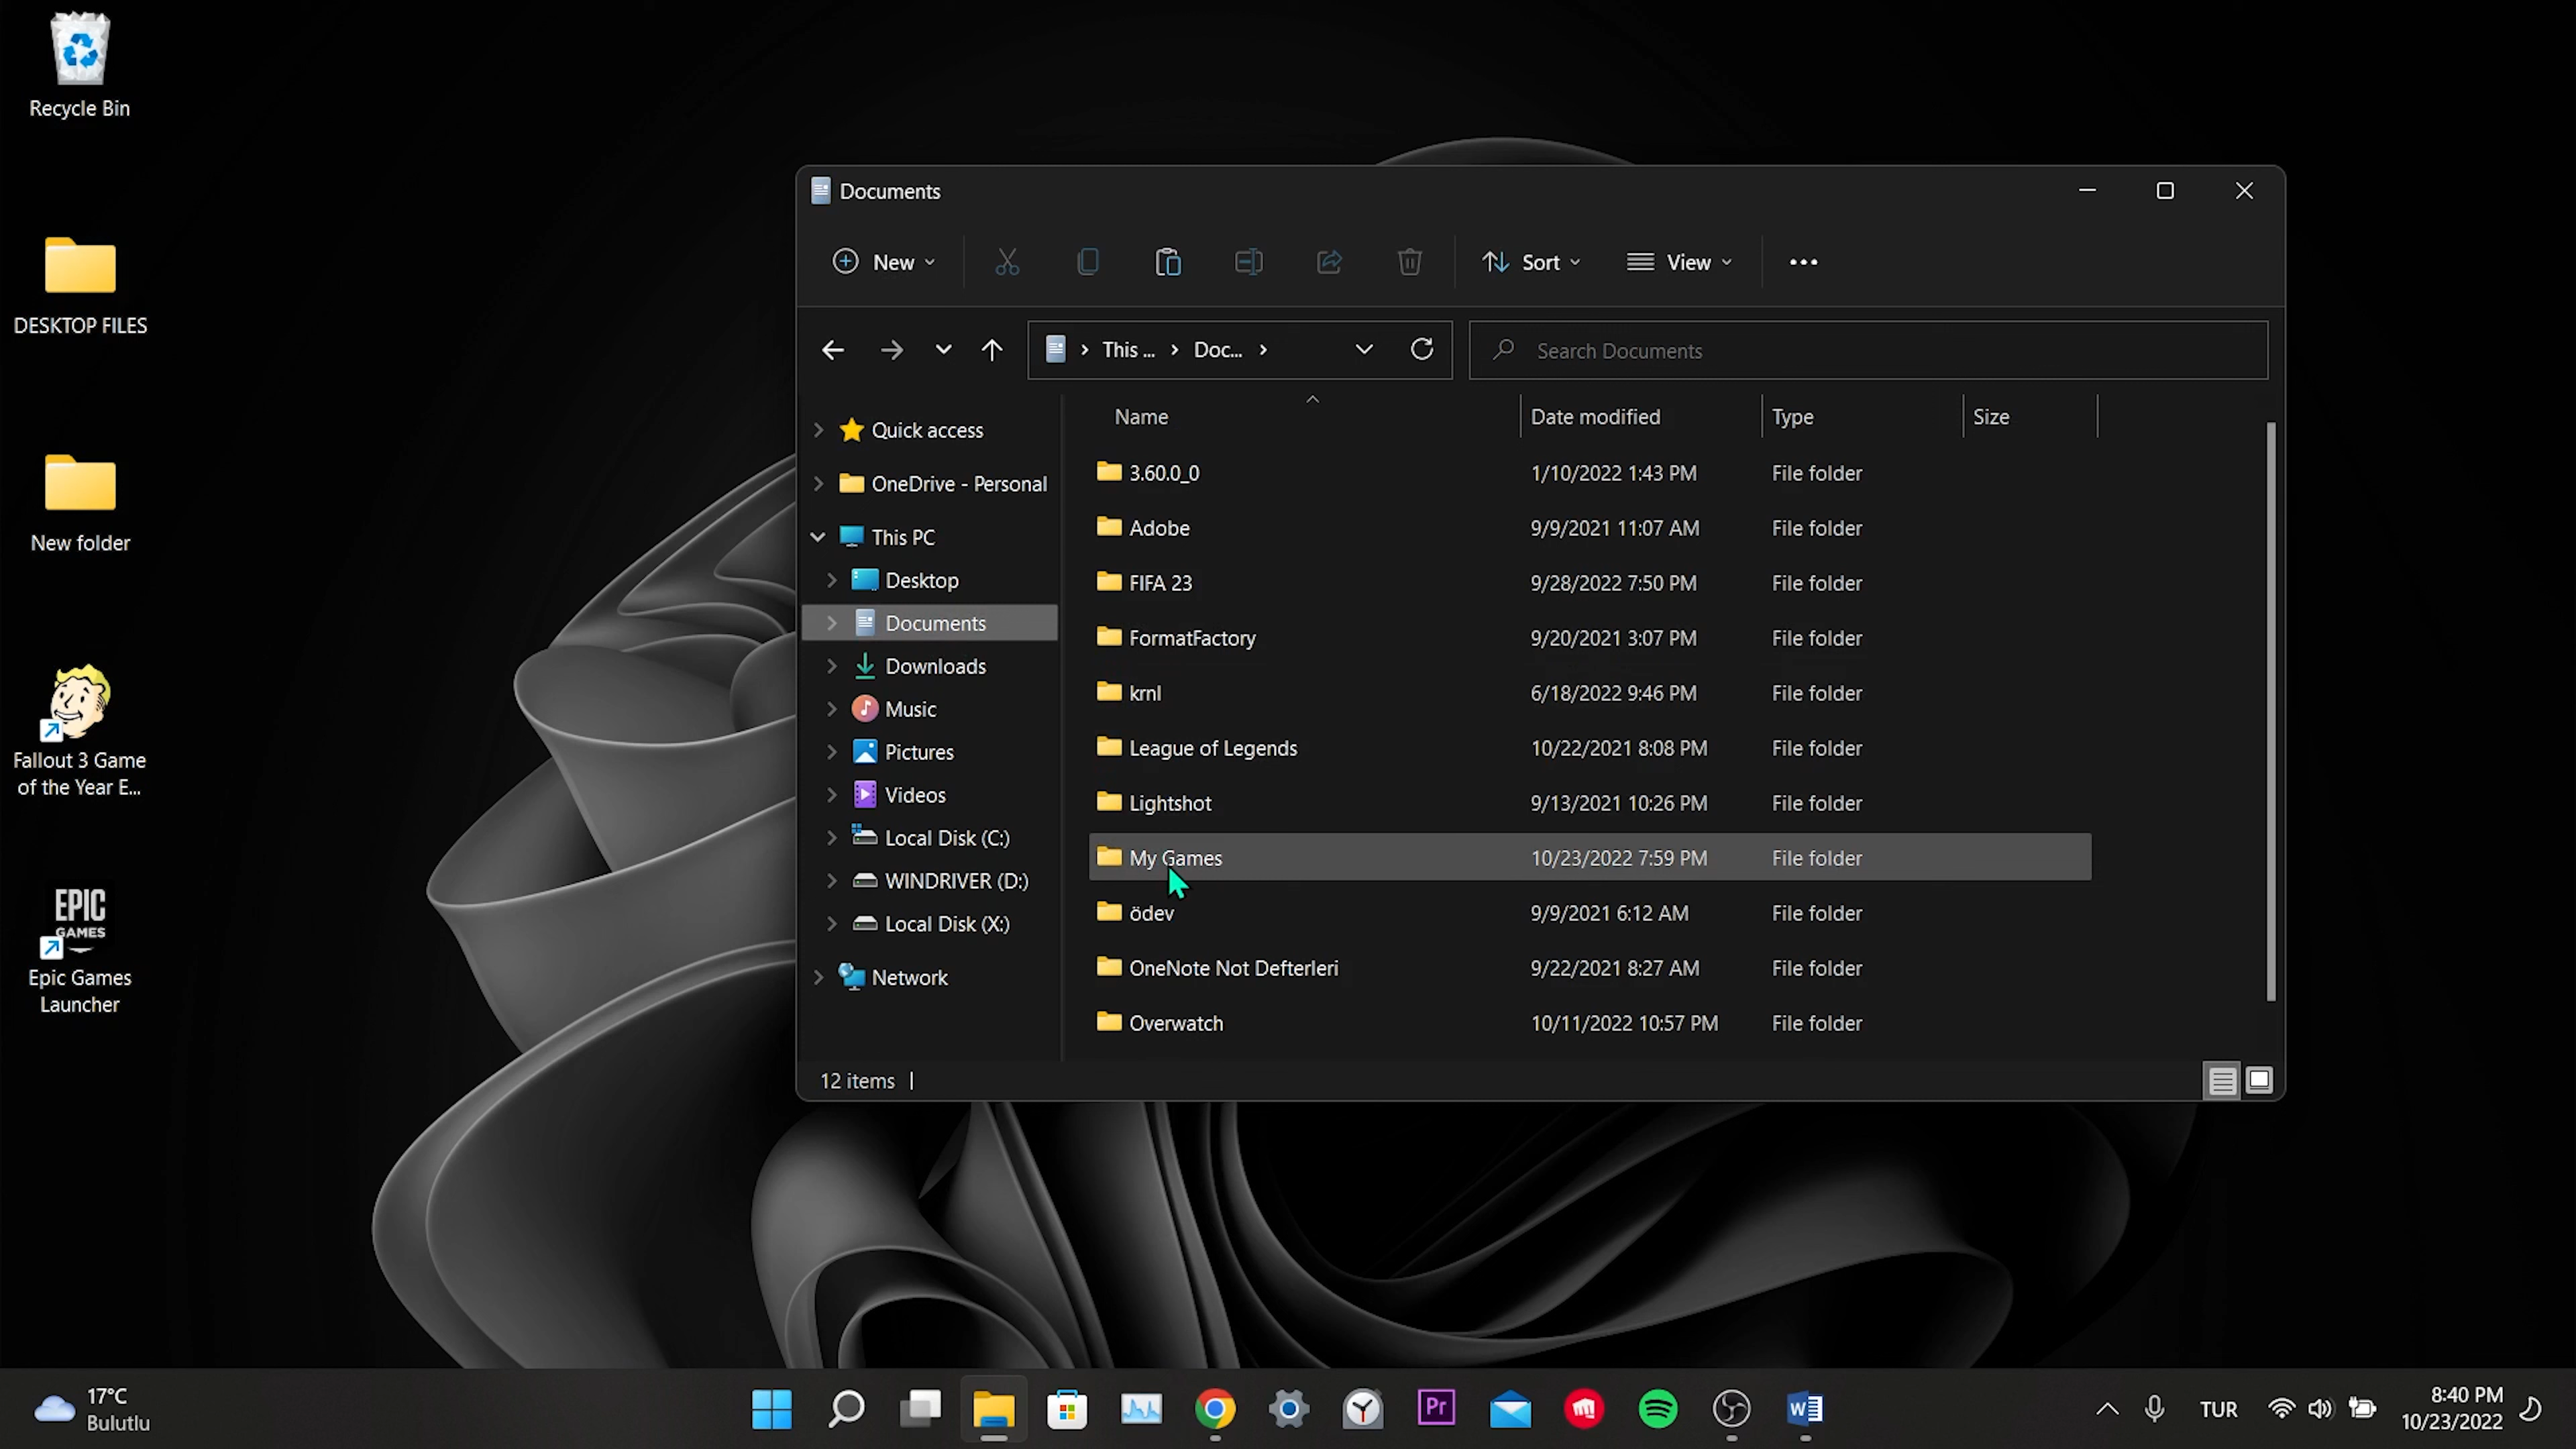 Recycle Bin
DESKTOP FILES
New folder
Fallout 3 Game
of the Year E...
EPIC
GAMES
Epic Games
Launcher
Documents
New
Sort
View
This ...
Doc...
Search Documents
Quick access
OneDrive - Personal
This PC
Desktop
Documents
Downloads
Music
Pictures
Videos
Local Disk (C:)
WINDRIVER (D:)
Local Disk (X:)
Network
Name Date modified Type Size
3.60.0_0 1/10/2022 1:43 PM File folder
Adobe 9/9/2021 11:07 AM File folder
FIFA 23 9/28/2022 7:50 PM File folder
FormatFactory 9/20/2021 3:07 PM File folder
krnl 6/18/2022 9:46 PM File folder
League of Legends 10/22/2021 8:08 PM File folder
Lightshot 9/13/2021 10:26 PM File folder
My Games 10/23/2022 7:59 PM File folder
ödev 9/9/2021 6:12 AM File folder
OneNote Not Defterleri 9/22/2021 8:27 AM File folder
Overwatch 10/11/2022 10:57 PM File folder
12 items
17°C
Bulutlu
Pr
W
TUR
8:40 PM
10/23/2022